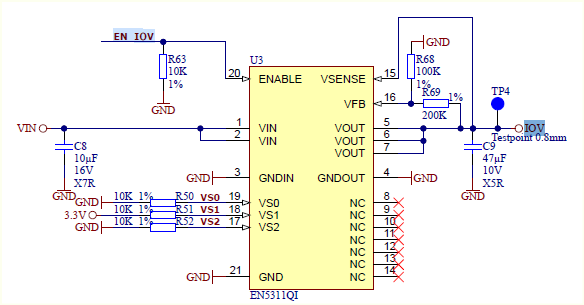 EN_IOV
R63
10K
1%
GND
U3
20
ENABLE
VSENSE
15
GND
R68
100K
1%
VFB
16
R69
1%
200K
TP4
IOV
Testpoint 0.8mm
VIN
C8
10µF
16V
X7R
GND
1
VIN
2
VIN
VOUT
5
VOUT
6
VOUT
7
C9
47µF
10V
X5R
GND
GND
3
GNDIN
GNDOUT
4
GND
GND
10K 1%
R50
VS0
19
VS0
3.3V
10K 1%
R51
VS1
18
VS1
GND
10K 1%
R52
VS2
17
VS2
NC
8
NC
9
NC
10
NC
11
NC
12
NC
13
NC
14
GND
21
GND
EN5311QI